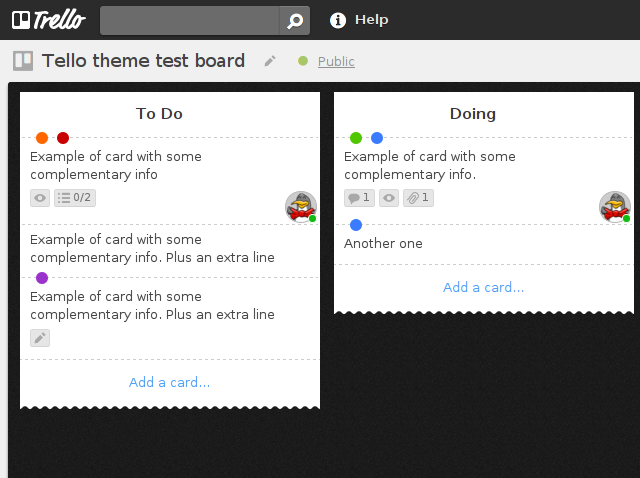 Trello
Help
Tello theme test board
Public
To Do
Example of card with some
complementary info
0/2
Example of card with some
complementary info. Plus an extra line
Example of card with some
complementary info. Plus an extra line
Add a card...
Doing
Example of card with some
complementary info.
1
1
Another one
Add a card...